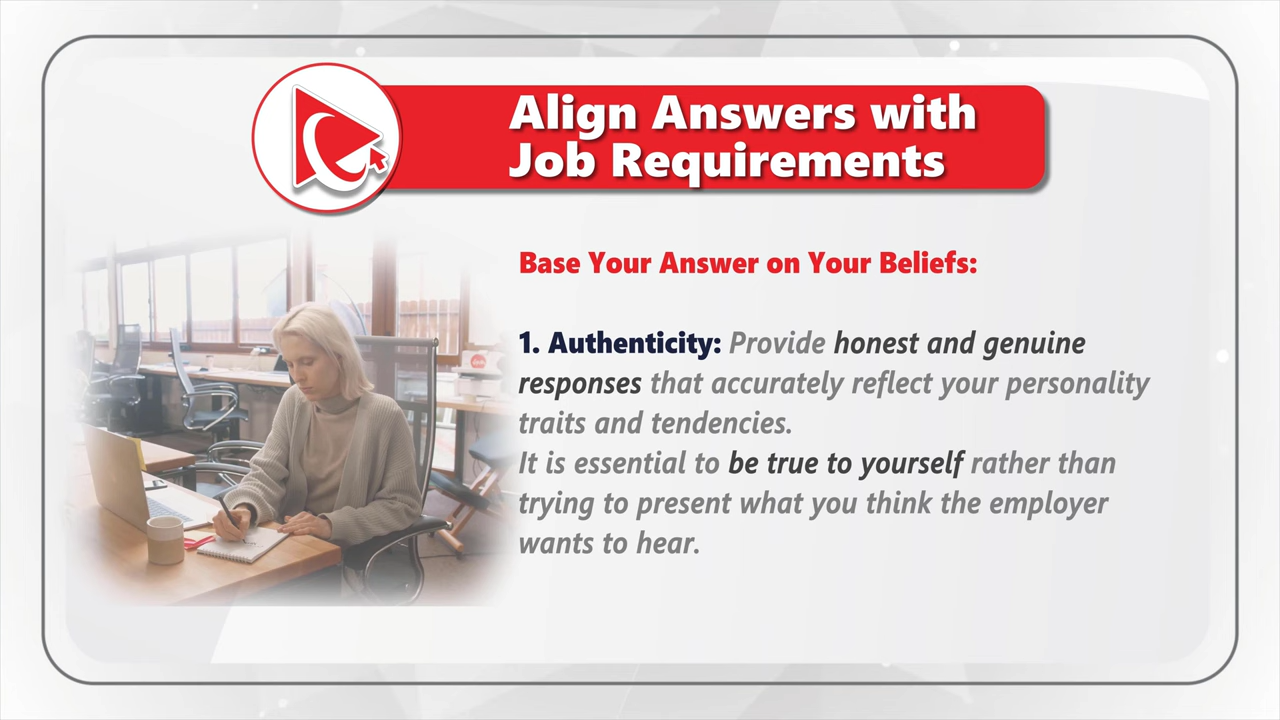 Align Answers with
Job Requirements
Base Your Answer on Your Beliefs:
1. Authenticity: Provide honest and genuine
responses that accurately reflect your personality
traits and tendencies.
It is essential to be true to yourself rather than
trying to present what you think the employer
wants to hear.